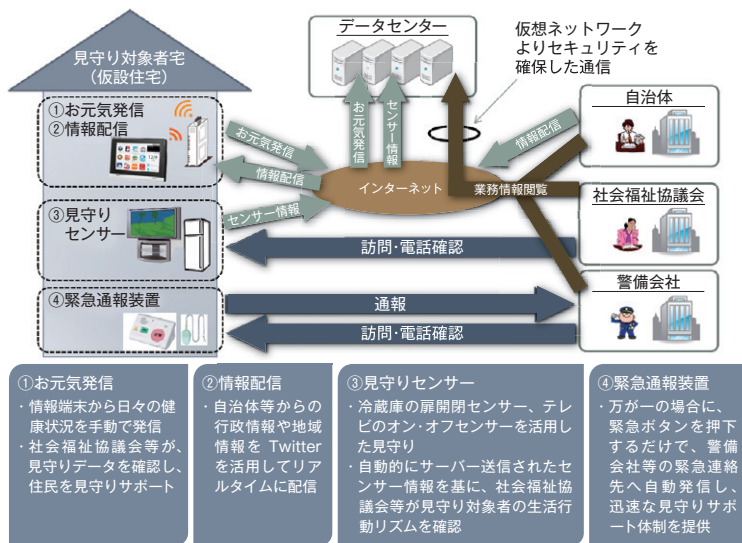 データセンター
仮想ネットワーク
よりセキュリティを
確保した通信
見守り対象者宅
（仮設住宅）
①お元気発信
②情報配信
お元気発信
情報配信
センサー情報
お元気発信
センサー情報
インターネット
業務情報閲覧
情報配信
自治体
③見守り
センサー
社会福祉協議会
訪問・電話確認
④緊急通報装置
通報
訪問・電話確認
警備会社
①お元気発信
・情報端末から日々の健
康状況を手動で発信
・社会福祉協議会等が、
見守りデータを確認し、
住民を見守りサポート
②情報配信
・自治体等からの
行政情報や地域
情報を Twitter
を活用してリア
ルタイムに配信
③見守りセンサー
・冷蔵庫の扉開閉センサー、テレ
ビのオン・オフセンサーを活用し
た見守り
・自動的にサーバー送信されたセ
ンサー情報を基に、社会福祉協
議会等が見守り対象者の生活行
動リズムを確認
④緊急通報装置
・万が一の場合に、
緊急ボタンを押下
するだけで、警備
会社等の緊急連絡
先へ自動発信し、
迅速な見守りサポ
ート体制を提供